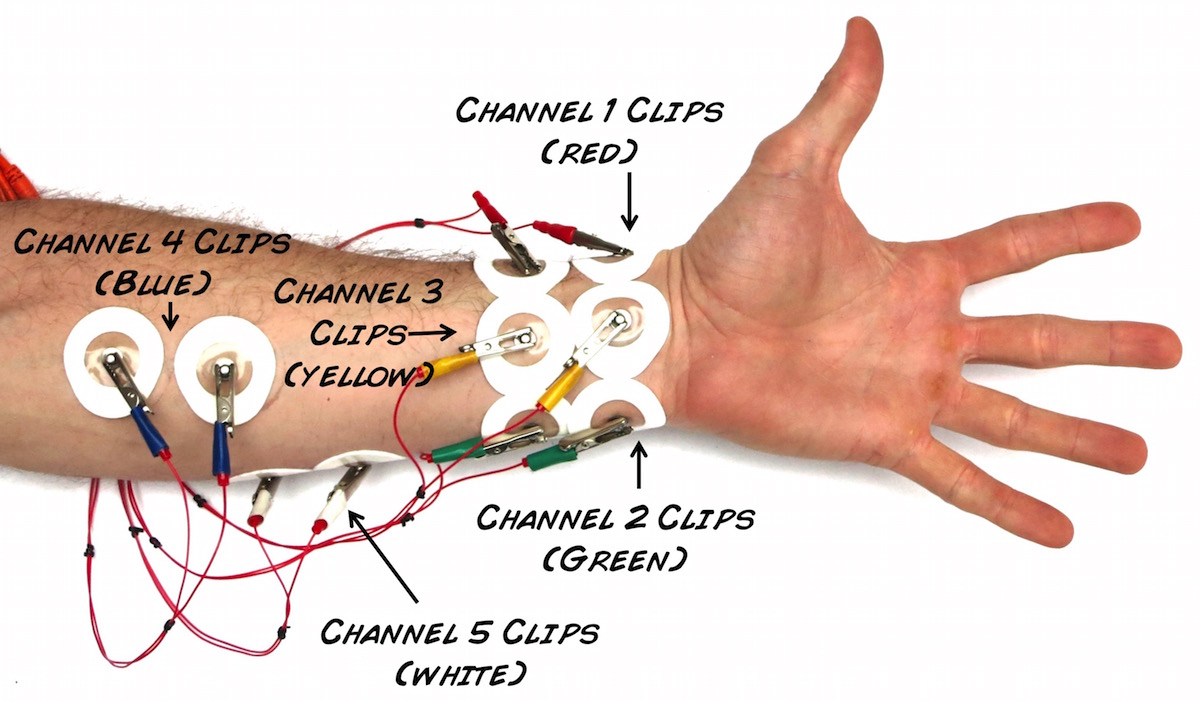 Channel 1 Clips
(red)
Channel 4 Clips
(Blue)
Channel 3
Clips
(yellow)
Channel 2 Clips
(Green)
Channel 5 Clips
(white)